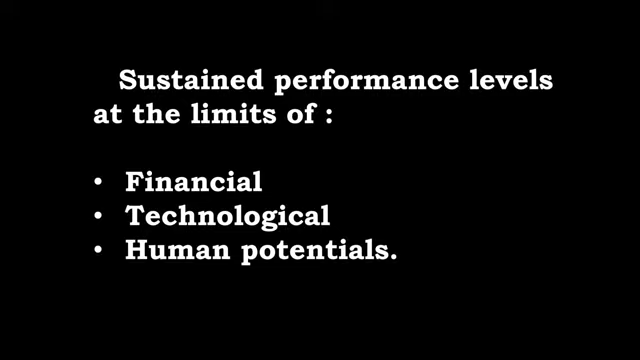 Sustained performance levels
at the limits of :
• Financial
• Technological
• Human potentials.